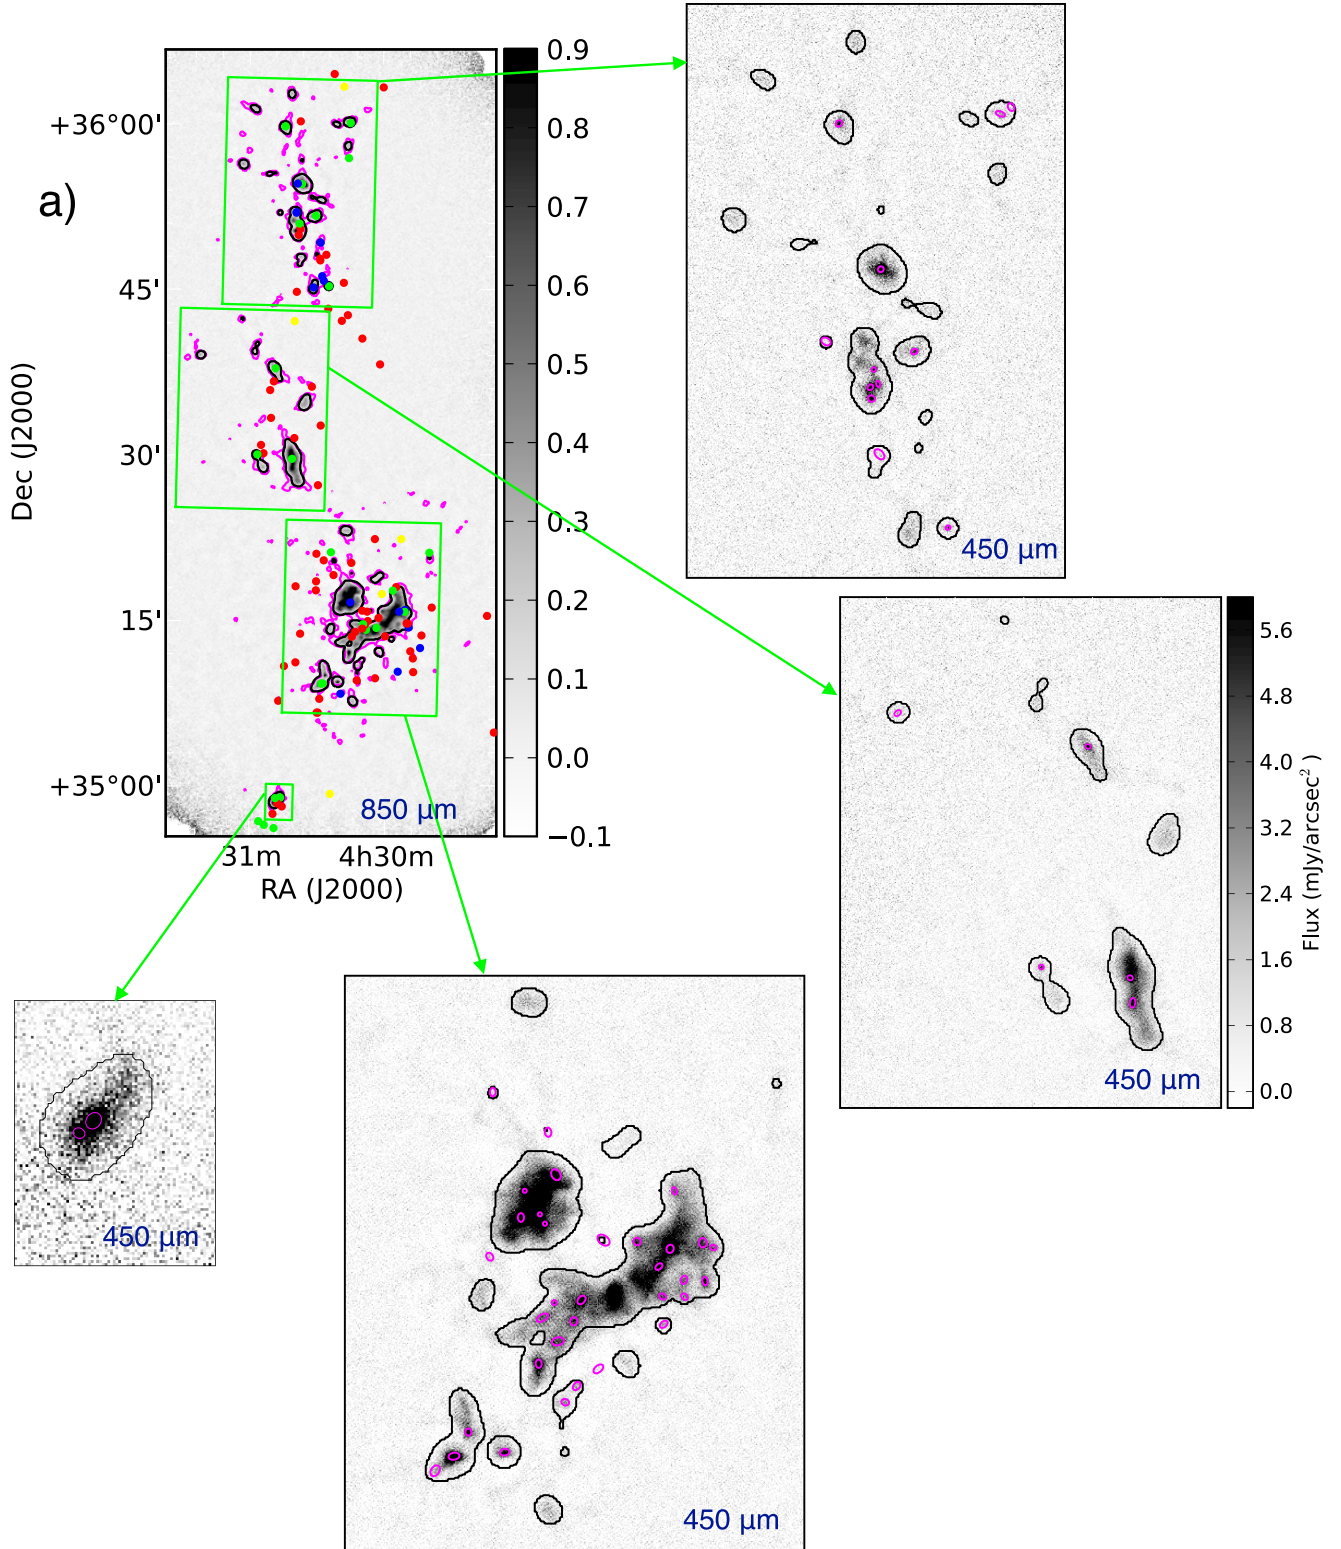 a)
+36°00'
45'
30'
15'
+35°00'
Dec (J2000)
31m
4h30m
RA (J2000)
850 µm
0.9
0.8
0.7
0.6
0.5
0.4
0.3
0.2
0.1
0.0
−0.1
450 µm
450 µm
5.6
4.8
4.0
3.2
2.4
1.6
0.8
0.0
Flux (mJy/arcsec²)
450 µm
450 µm